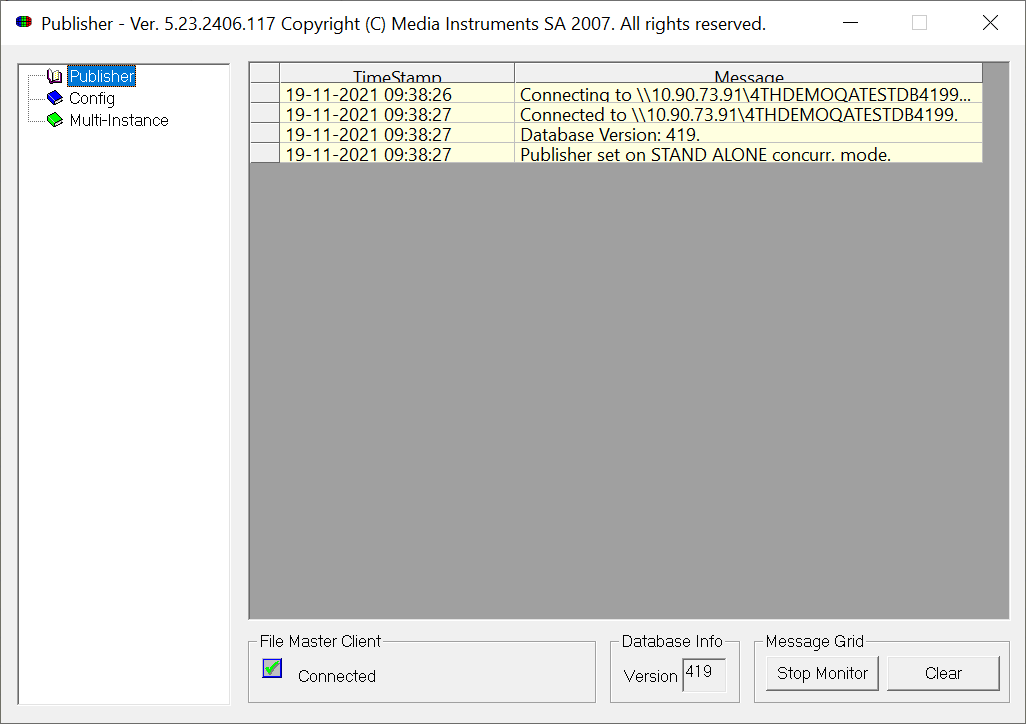 Publisher - Ver. 5.23.2406.117 Copyright (C) Media Instruments SA 2007. All rights reserved.
Publisher
Config
Multi-Instance
TimeStamp Message
19-11-2021 09:38:26 Connecting to \\10.90.73.91\4THDEMOQATESTDB4199...
19-11-2021 09:38:27 Connected to \\10.90.73.91\4THDEMOQATESTDB4199.
19-11-2021 09:38:27 Database Version: 419.
19-11-2021 09:38:27 Publisher set on STAND ALONE concurr. mode.
File Master Client
Connected
Database Info
Version 419
Message Grid
Stop Monitor Clear